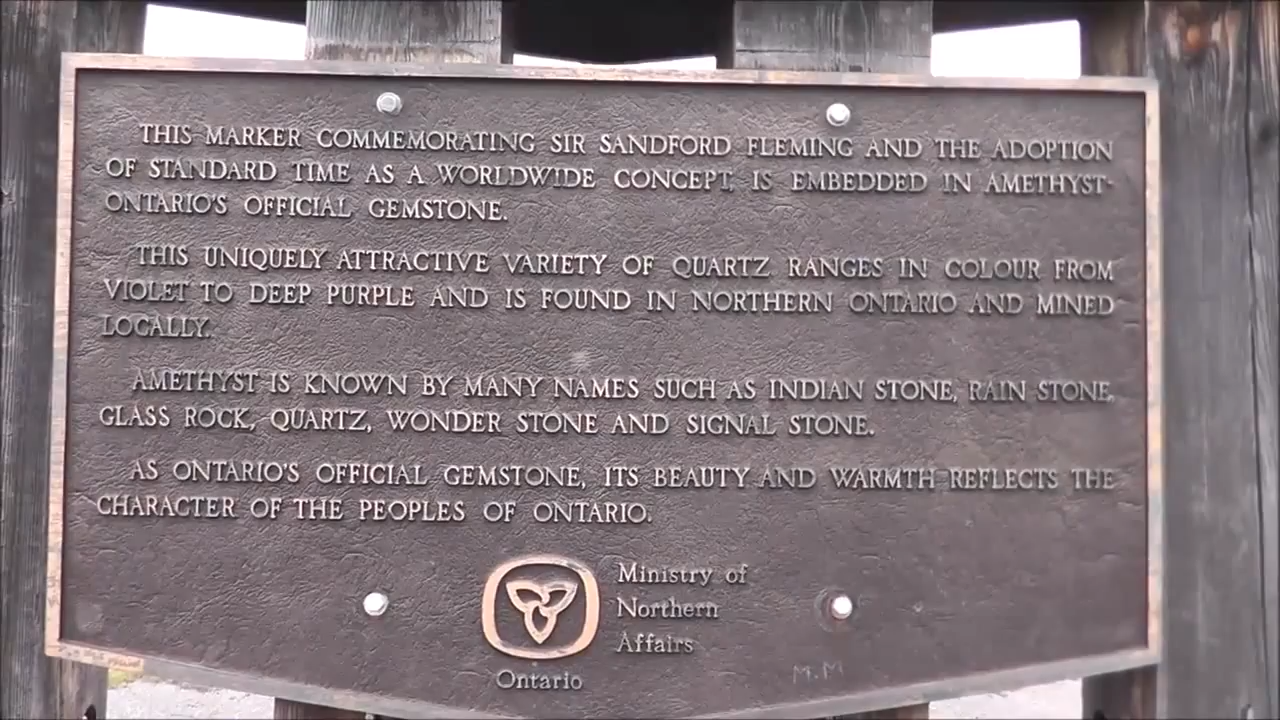 THIS MARKER COMMEMORATING SIR SANDFORD FLEMING AND THE ADOPTION
OF STANDARD TIME AS A WORLDWIDE CONCEPT, IS EMBEDDED IN AMETHYST-
ONTARIO'S OFFICIAL GEMSTONE.
THIS UNIQUELY ATTRACTIVE VARIETY OF QUARTZ RANGES IN COLOUR FROM
VIOLET TO DEEP PURPLE AND IS FOUND IN NORTHERN ONTARIO AND MINED
LOCALLY.
AMETHYST IS KNOWN BY MANY NAMES SUCH AS INDIAN STONE, RAIN STONE,
GLASS ROCK, QUARTZ, WONDER STONE AND SIGNAL STONE.
AS ONTARIO'S OFFICIAL GEMSTONE, ITS BEAUTY AND WARMTH REFLECTS THE
CHARACTER OF THE PEOPLES OF ONTARIO.
Ministry of
Northern
Affairs
Ontario
M.M